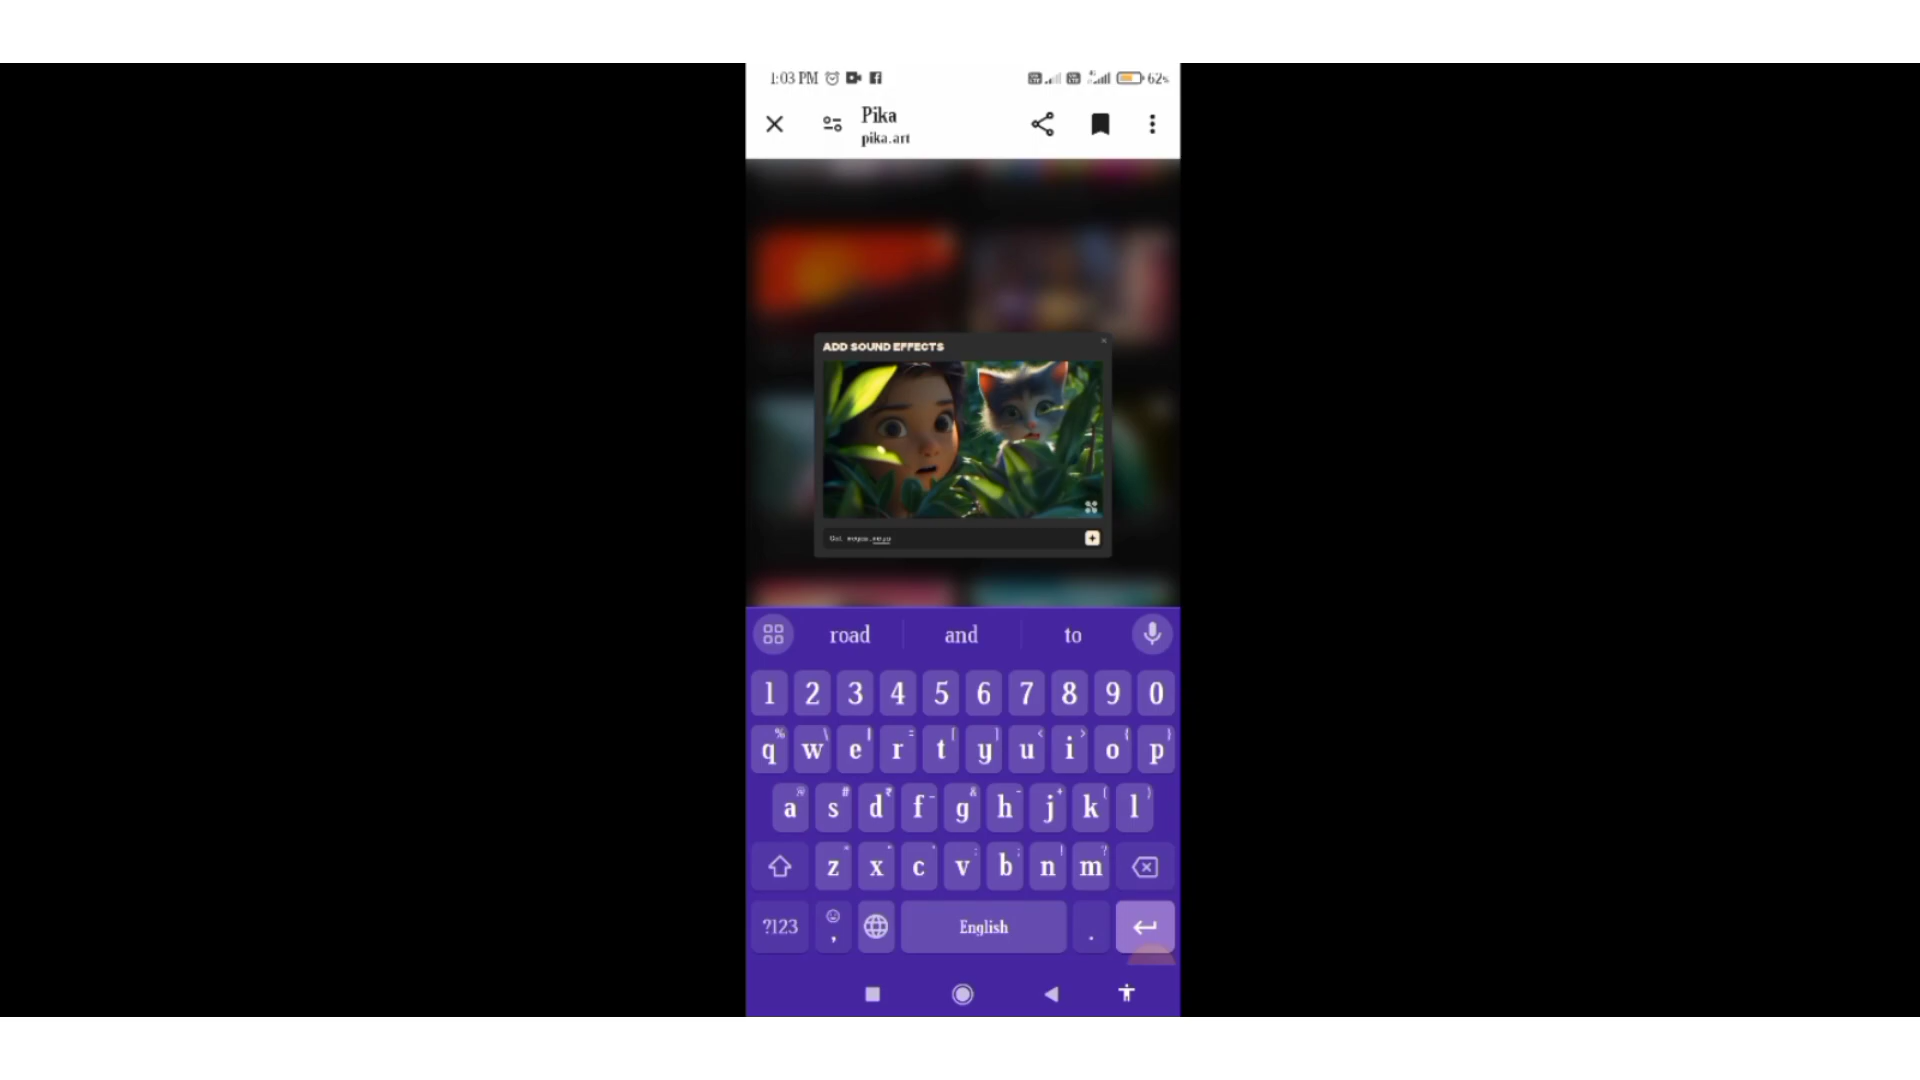 1:03 PM 62%
Pika
pika.art
ADD SOUND EFFECTS
road and to
1 2 3 4 5 6 7 8 9 0
q w e r t y u i o p
a s d f g h j k l
z x c v b n m
?123 , English .